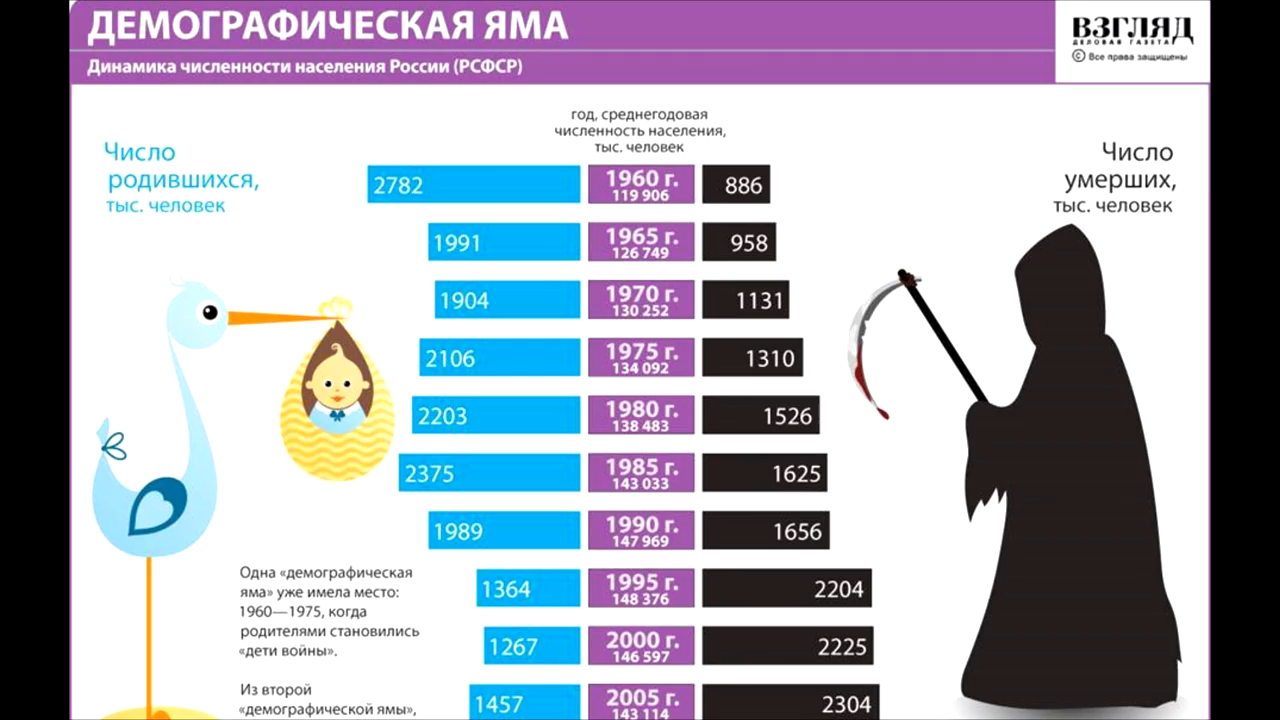 ДЕМОГРАФИЧЕСКАЯ ЯМА
Динамика численности населения России (РСФСР)
ВЗГЛЯД
ДЕЛОВАЯ ГАЗЕТА
© Все права защищены
год, среднегодовая
численность населения,
тыс. человек
Число
родившихся,
тыс. человек
Число
умерших,
тыс. человек
2782 1960 г. 119 906 886
1991 1965 г. 126 749 958
1904 1970 г. 130 252 1131
2106 1975 г. 134 092 1310
2203 1980 г. 138 483 1526
2375 1985 г. 143 033 1625
1989 1990 г. 147 969 1656
1364 1995 г. 148 376 2204
1267 2000 г. 146 597 2225
1457 2005 г. 143 114 2304
Одна «демографическая
яма» уже имела место:
1960—1975, когда
родителями становились
«дети войны».
Из второй
«демографической ямы»,